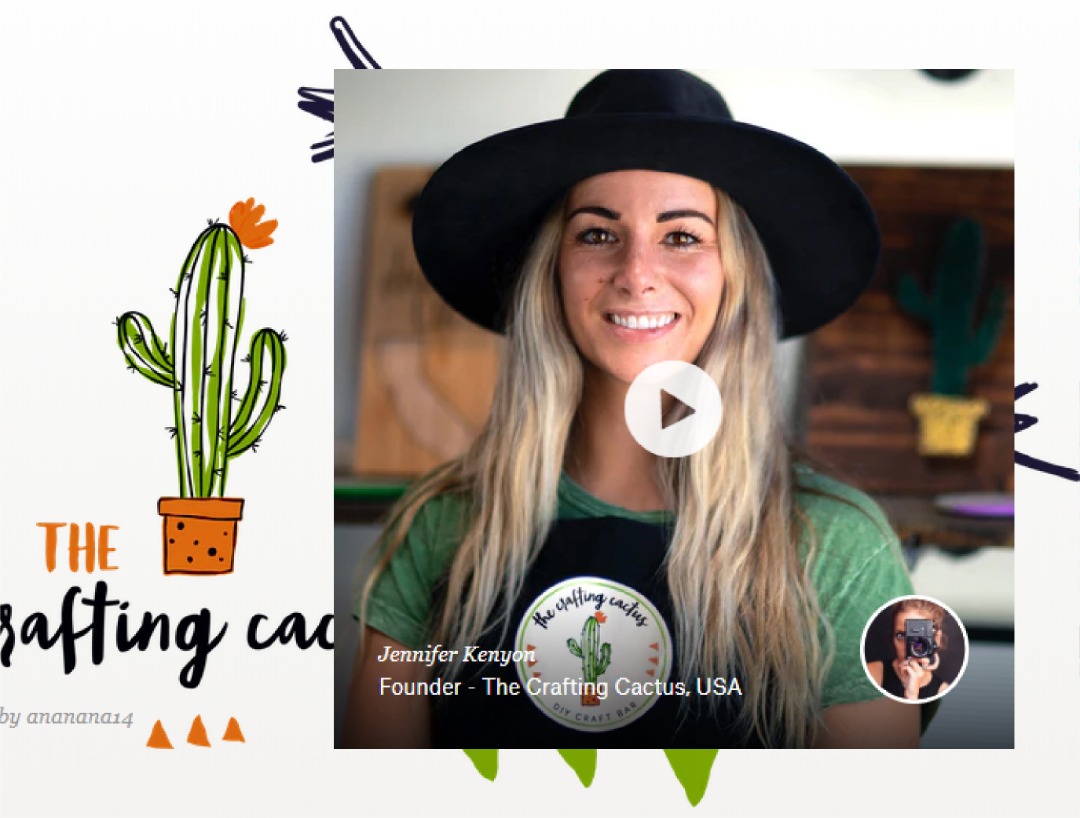 THE
rafting cac
by ananana14
the crafting cactus
DIY CRAFT BAR
Jennifer Kenyon
Founder - The Crafting Cactus, USA